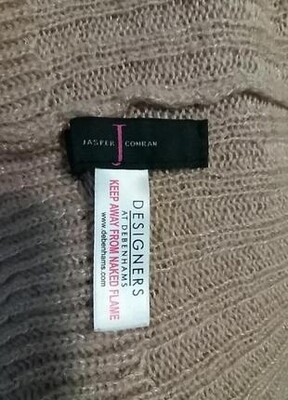 JASPER J CONRAN
DESIGNERS
AT DEBENHAMS
KEEP AWAY FROM NAKED FLAME
www.debenhams.com